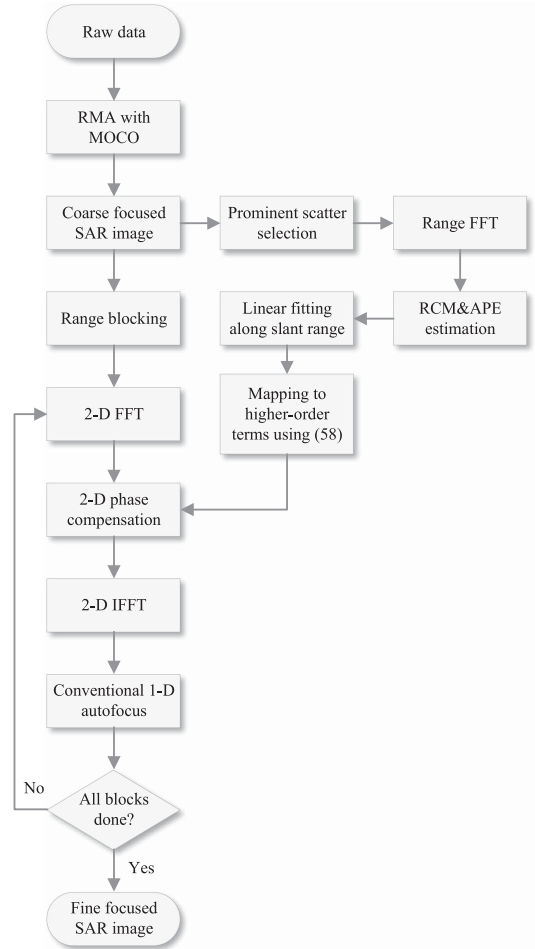 Raw data
RMA with
MOCO
Coarse focused
SAR image
Prominent scatter
selection
Range FFT
Range blocking
Linear fitting
along slant range
RCM&APE
estimation
2-D FFT
Mapping to
higher-order
terms using (58)
2-D phase
compensation
2-D IFFT
Conventional 1-D
autofocus
No
All blocks
done?
Yes
Fine focused
SAR image